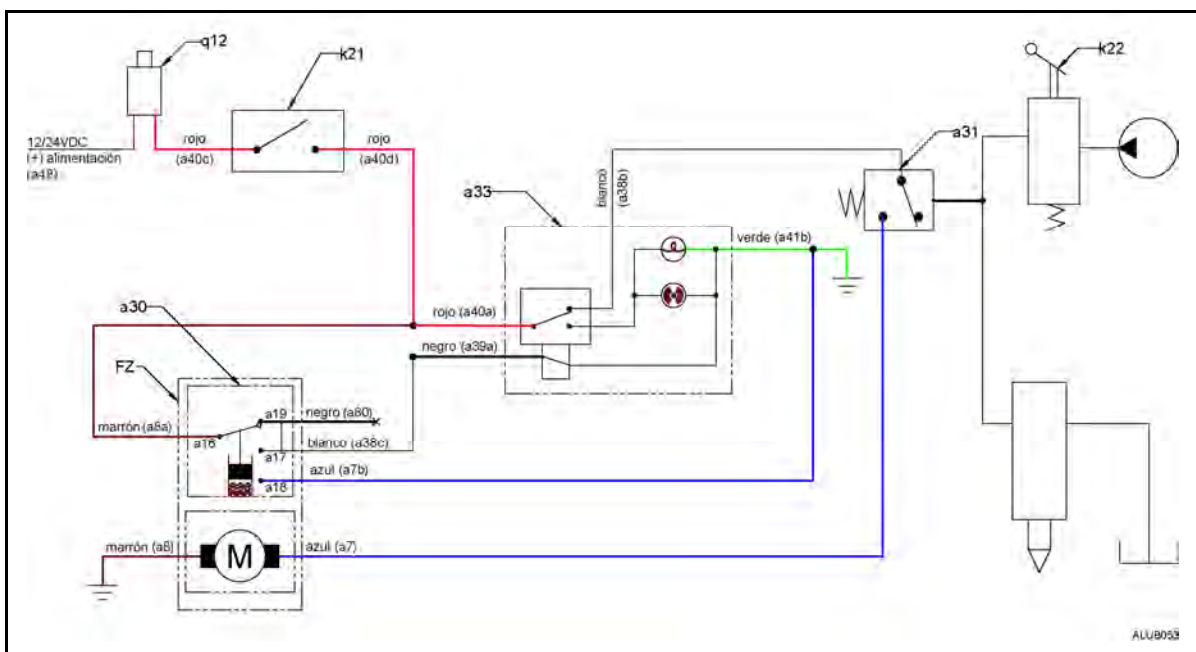 q12
k21
k22
a31
a33
12/24VDC
(+) alimentación
(a48)
rojo
(a40c)
rojo
(a40d)
blanco
(a38b)
verde (a41b)
rojo (a40a)
negro (a39a)
a30
FZ
marrón (a8a)
a16
a19
negro (a80)
a17
blanco (a38c)
azul (a7b)
a18
marrón (a8)
M
azul (a7)